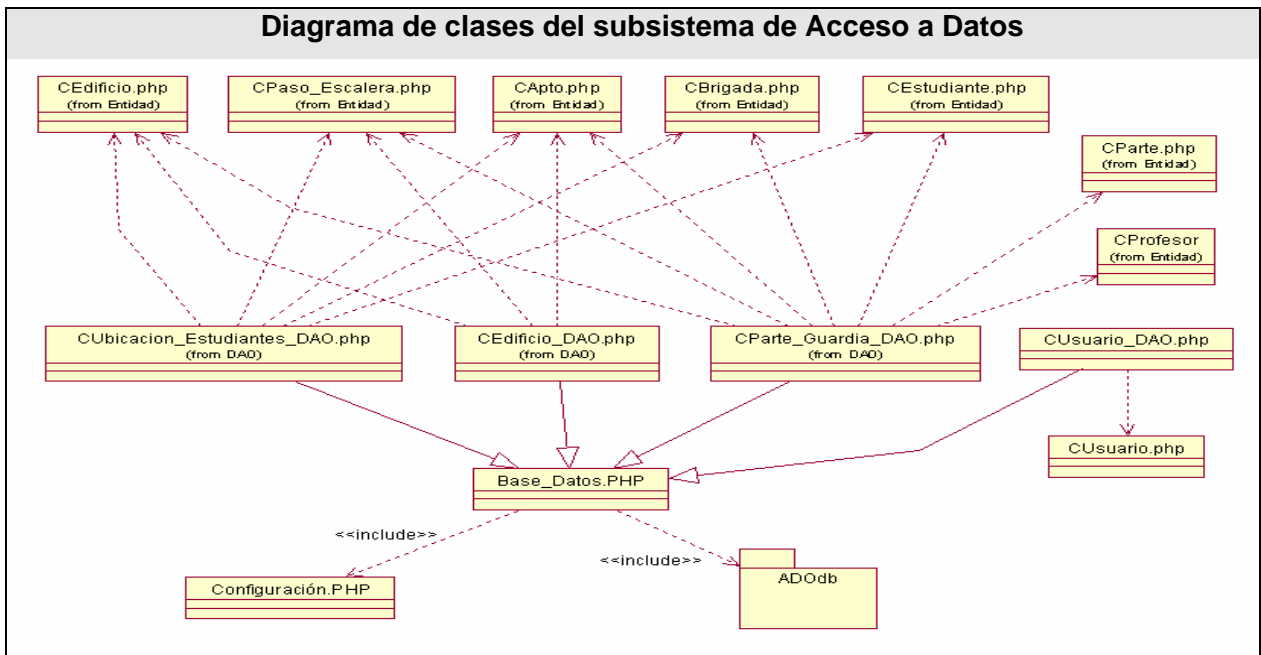 Diagrama de clases del subsistema de Acceso a Datos
CEdificio.php
(from Entidad)
CPaso_Escalera.php
(from Entidad)
CApto.php
(from Entidad)
CBrigada.php
(from Entidad)
CEstudiante.php
(from Entidad)
CParte.php
(from Entidad)
CProfesor
(from Entidad)
CUbicacion_Estudiantes_DAO.php
(from DAO)
CEdificio_DAO.php
(from DAO)
CParte_Guardia_DAO.php
(from DAO)
CUsuario_DAO.php
CUsuario.php
Base_Datos.PHP
<<include>>
<<include>>
Configuración.PHP
ADOdb